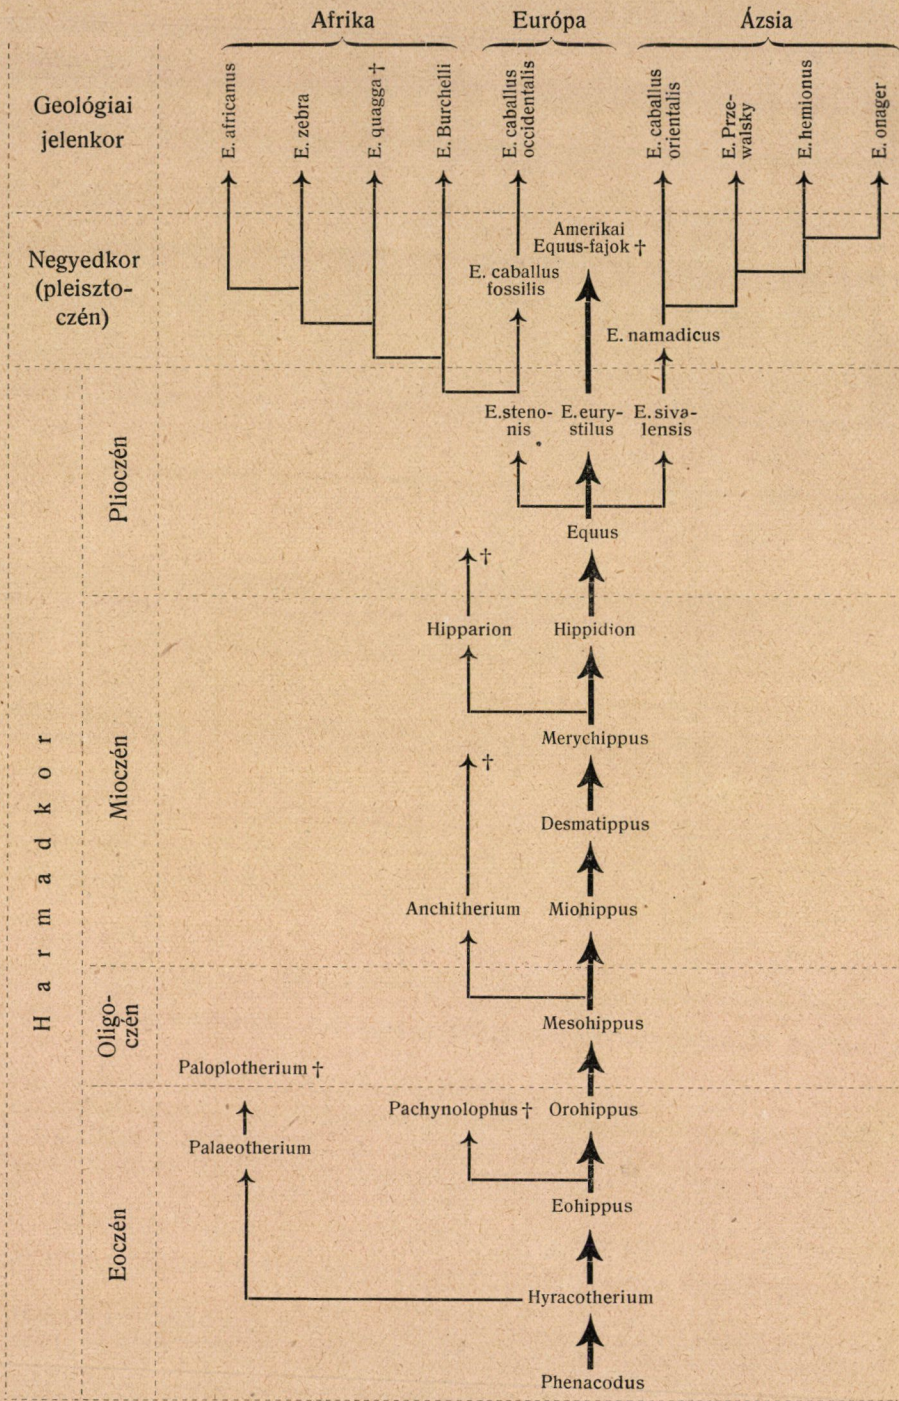 Afrika
Európa
Ázsia
Geológiai
jelenkor
E. africanus
E. zebra
E. quagga †
E. Burchelli
E. caballus
occidentalis
E. caballus
orientalis
E. Prze-
walsky
E. hemionus
E. onager
Negyedkor
(pleiszto-
czén)
Amerikai
Equus-fajok †
E. caballus
fossilis
E. namadicus
Harmadkor
Plioczén
E. steno-
nis
E. eury-
stilus
E. siva-
lensis
Equus
†
Mioczén
Hipparion
Hippidion
Merychippus
†
Desmatippus
Anchitherium
Miohippus
Oligo-
czén
Mesohippus
Paloplotherium †
Eoczén
Pachynolophus †
Orohippus
Palaeotherium
Eohippus
Hyracotherium
Phenacodus